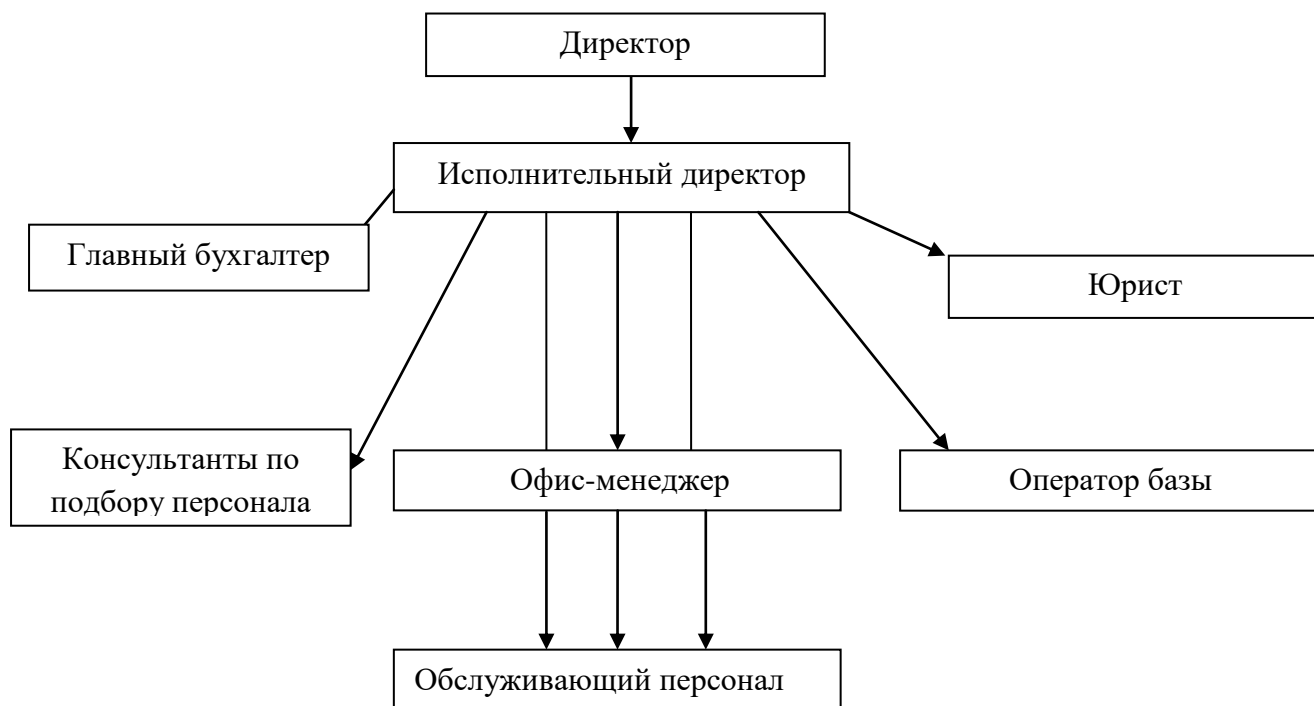 Директор
Исполнительный директор
Главный бухгалтер
Юрист
Консультанты по
подбору персонала
Офис-менеджер
Оператор базы
Обслуживающий персонал